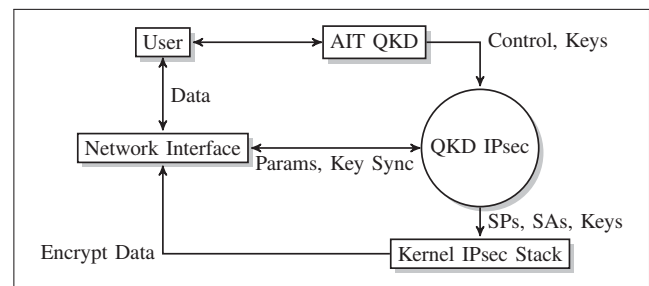 User
AIT QKD
Control, Keys
Data
QKD IPsec
Network Interface
Params, Key Sync
SPs, SAs, Keys
Encrypt Data
Kernel IPsec Stack